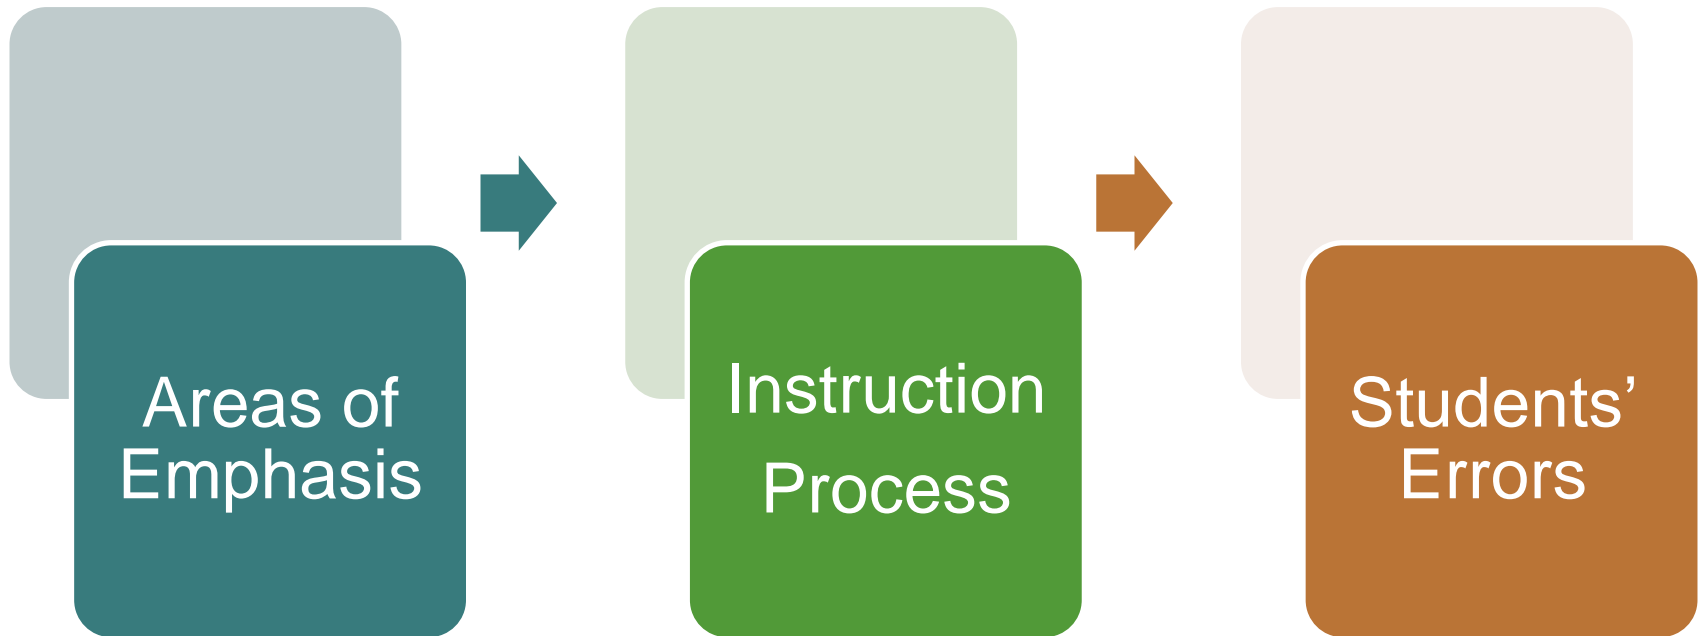 Areas of
Emphasis
Instruction
Process
Students’
Errors